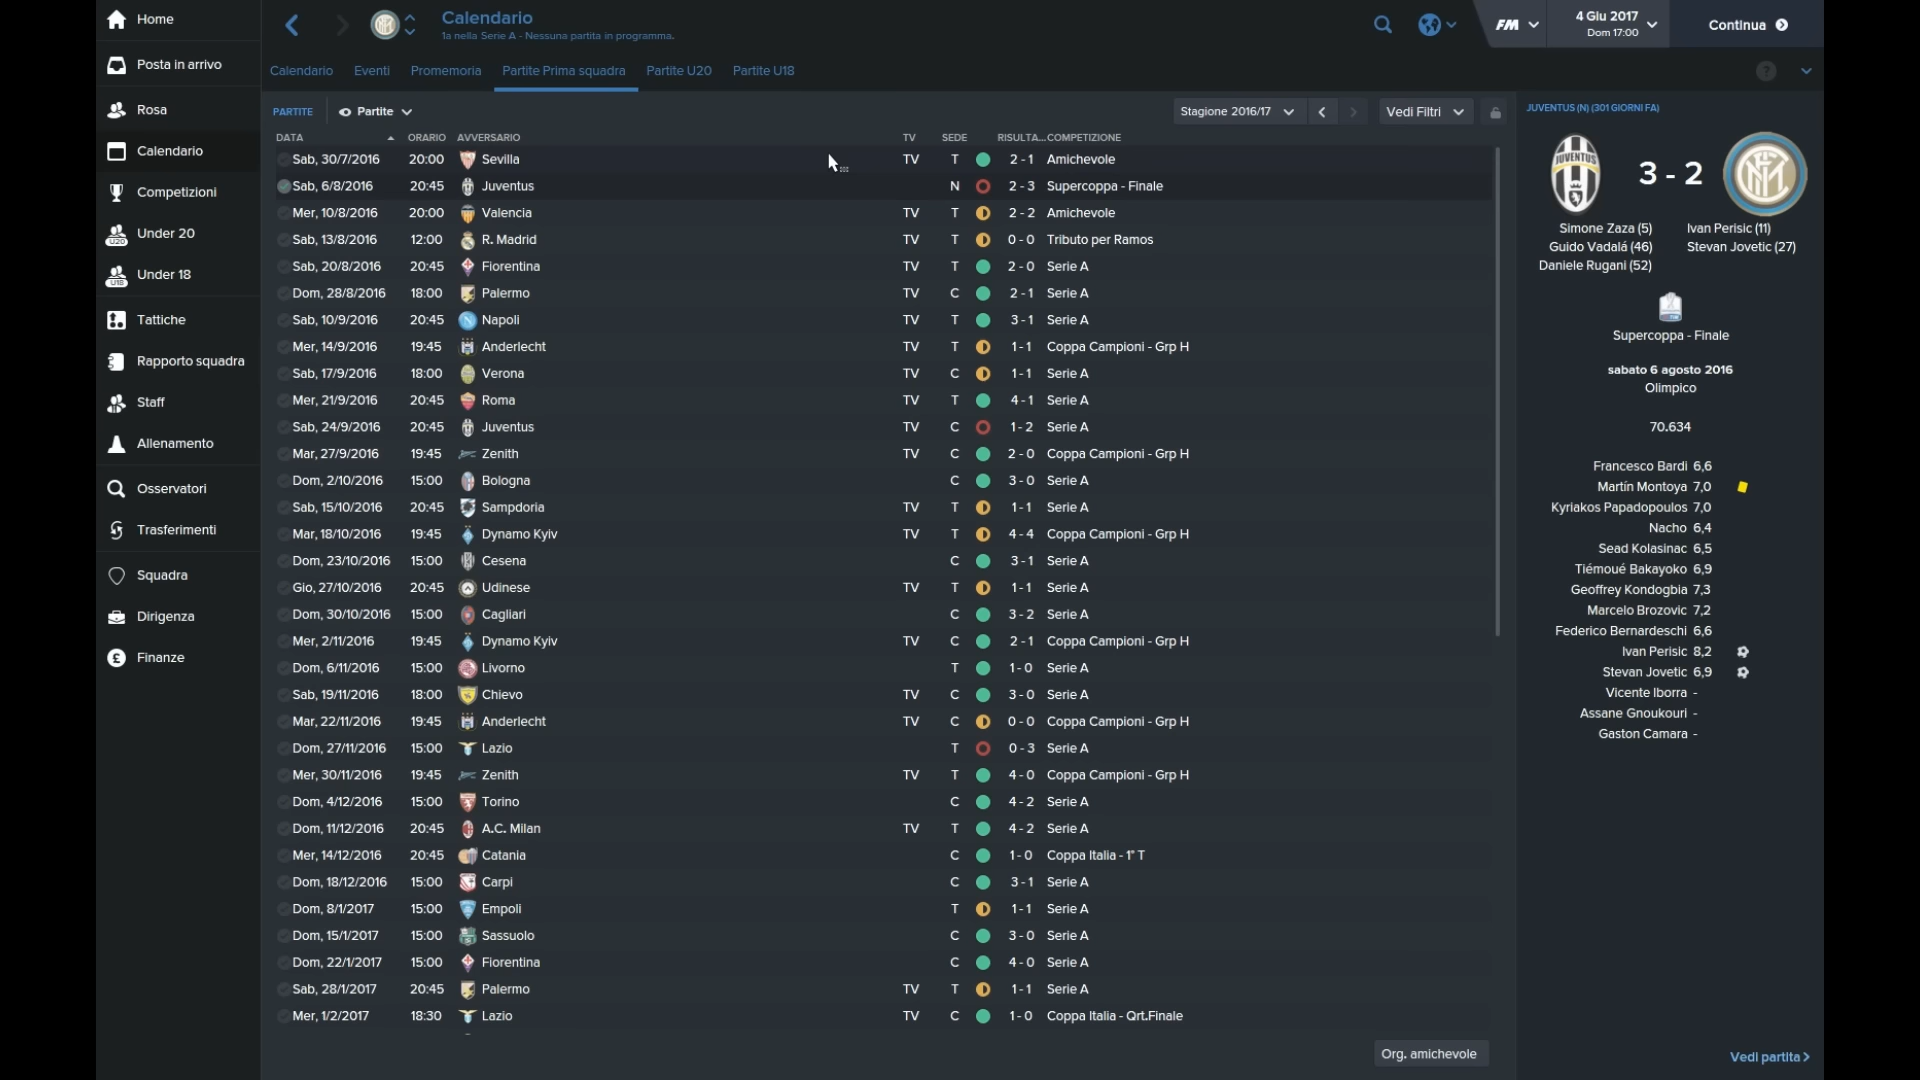 Home
Posta in arrivo
Rosa
Calendario
Competizioni
U20 Under 20
U18 Under 18
Tattiche
Rapporto squadra
Staff
Allenamento
Osservatori
Trasferimenti
Squadra
Dirigenza
Finanze
Calendario
1a nella Serie A - Nessuna partita in programma.
FM
4 Giu 2017
Dom 17:00
Continua
Calendario Eventi Promemoria Partite Prima squadra Partite U20 Partite U18
PARTITE Partite Stagione 2016/17 Vedi Filtri
DATA ORARIO AVVERSARIO TV SEDE RISULTA... COMPETIZIONE
Sab, 30/7/2016 20:00 Sevilla TV T 2 - 1 Amichevole
Sab, 6/8/2016 20:45 Juventus N 2 - 3 Supercoppa - Finale
Mer, 10/8/2016 20:00 Valencia TV T 2 - 2 Amichevole
Sab, 13/8/2016 12:00 R. Madrid TV T 0 - 0 Tributo per Ramos
Sab, 20/8/2016 20:45 Fiorentina TV T 2 - 0 Serie A
Dom, 28/8/2016 18:00 Palermo TV C 2 - 1 Serie A
Sab, 10/9/2016 20:45 Napoli TV T 3 - 1 Serie A
Mer, 14/9/2016 19:45 Anderlecht TV T 1 - 1 Coppa Campioni - Grp H
Sab, 17/9/2016 18:00 Verona TV C 1 - 1 Serie A
Mer, 21/9/2016 20:45 Roma TV T 4 - 1 Serie A
Sab, 24/9/2016 20:45 Juventus TV C 1 - 2 Serie A
Mar, 27/9/2016 19:45 Zenith TV C 2 - 0 Coppa Campioni - Grp H
Dom, 2/10/2016 15:00 Bologna C 3 - 0 Serie A
Sab, 15/10/2016 20:45 Sampdoria TV T 1 - 1 Serie A
Mar, 18/10/2016 19:45 Dynamo Kyiv TV T 4 - 4 Coppa Campioni - Grp H
Dom, 23/10/2016 15:00 Cesena C 3 - 1 Serie A
Gio, 27/10/2016 20:45 Udinese TV T 1 - 1 Serie A
Dom, 30/10/2016 15:00 Cagliari C 3 - 2 Serie A
Mer, 2/11/2016 19:45 Dynamo Kyiv TV C 2 - 1 Coppa Campioni - Grp H
Dom, 6/11/2016 15:00 Livorno T 1 - 0 Serie A
Sab, 19/11/2016 18:00 Chievo TV C 3 - 0 Serie A
Mar, 22/11/2016 19:45 Anderlecht TV C 0 - 0 Coppa Campioni - Grp H
Dom, 27/11/2016 15:00 Lazio T 0 - 3 Serie A
Mer, 30/11/2016 19:45 Zenith TV T 4 - 0 Coppa Campioni - Grp H
Dom, 4/12/2016 15:00 Torino C 4 - 2 Serie A
Dom, 11/12/2016 20:45 A.C. Milan TV T 4 - 2 Serie A
Mer, 14/12/2016 20:45 Catania C 1 - 0 Coppa Italia - 1° T
Dom, 18/12/2016 15:00 Carpi C 3 - 1 Serie A
Dom, 8/1/2017 15:00 Empoli T 1 - 1 Serie A
Dom, 15/1/2017 15:00 Sassuolo C 3 - 0 Serie A
Dom, 22/1/2017 15:00 Fiorentina C 4 - 0 Serie A
Sab, 28/1/2017 20:45 Palermo TV T 1 - 1 Serie A
Mer, 1/2/2017 18:30 Lazio TV C 1 - 0 Coppa Italia - Qrt.Finale
Org. amichevole
JUVENTUS (N) (301 GIORNI FA)
JUVENTUS 3 - 2
Simone Zaza (5) Ivan Perisic (11)
Guido Vadalá (46) Stevan Jovetic (27)
Daniele Rugani (52)
Supercoppa - Finale
sabato 6 agosto 2016
Olimpico
70.634
Francesco Bardi 6,6
Martín Montoya 7,0
Kyriakos Papadopoulos 7,0
Nacho 6,4
Sead Kolasinac 6,5
Tiémoué Bakayoko 6,9
Geoffrey Kondogbia 7,3
Marcelo Brozovic 7,2
Federico Bernardeschi 6,6
Ivan Perisic 8,2
Stevan Jovetic 6,9
Vicente Iborra -
Assane Gnoukouri -
Gaston Camara -
Vedi partita >